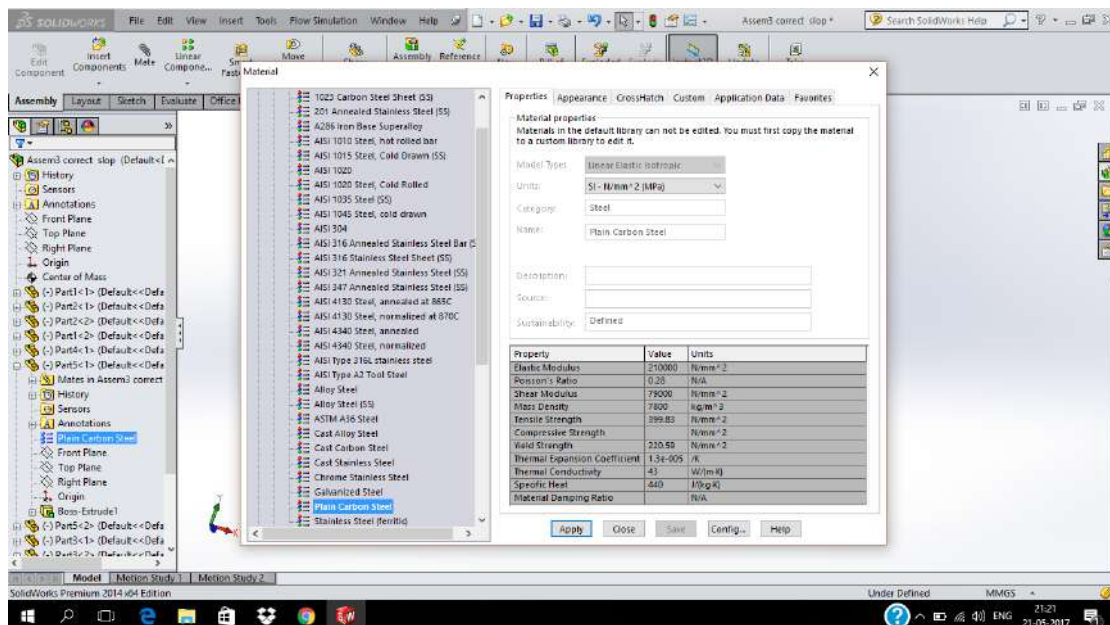 SOLIDWORKS File Edit View Insert Tools Flow Simulation Window Help Assem3 correct slop * Search SolidWorks Help
Edit Component
Insert Components
Mate
Linear Compone...
Move
Assembly
Reference
Assembly Layout Sketch Evaluate Office
Material
Assem3 correct slop (Default<
History
Sensors
Annotations
Front Plane
Top Plane
Right Plane
Origin
Center of Mass
(-) Part1<1> (Default<<Defa
(-) Part2<1> (Default<<Defa
(-) Part2<2> (Default<<Defa
(-) Part1<2> (Default<<Defa
(-) Part4<1> (Default<<Defa
(-) Part5<1> (Default<<Defa
Mates in Assem3 correct
History
Sensors
Annotations
Plain Carbon Steel
Front Plane
Top Plane
Right Plane
Origin
Boss-Extrude1
(-) Part5<2> (Default<<Defa
(-) Part3<1> (Default<<Defa
(-) Part3<2> (Default<<Defa
1023 Carbon Steel Sheet (SS)
201 Annealed Stainless Steel (SS)
A286 Iron Base Superalloy
AISI 1010 Steel, hot rolled bar
AISI 1015 Steel, Cold Drawn (SS)
AISI 1020
AISI 1020 Steel, Cold Rolled
AISI 1035 Steel (SS)
AISI 1045 Steel, cold drawn
AISI 304
AISI 316 Annealed Stainless Steel Bar (S
AISI 316 Stainless Steel Sheet (SS)
AISI 321 Annealed Stainless Steel (SS)
AISI 347 Annealed Stainless Steel (SS)
AISI 4130 Steel, annealed at 865C
AISI 4130 Steel, normalized at 870C
AISI 4340 Steel, annealed
AISI 4340 Steel, normalized
AISI Type 316L stainless steel
AISI Type A2 Tool Steel
Alloy Steel
Alloy Steel (SS)
ASTM A36 Steel
Cast Alloy Steel
Cast Carbon Steel
Cast Stainless Steel
Chrome Stainless Steel
Galvanized Steel
Plain Carbon Steel
Stainless Steel (ferritic)
Properties Appearance CrossHatch Custom Application Data Favorites
Material properties
Materials in the default library can not be edited. You must first copy the material
to a custom library to edit it.
Model Type: Linear Elastic Isotropic
Units: SI - N/mm^2 (MPa)
Category: Steel
Name: Plain Carbon Steel
Description:
Source:
Sustainability: Defined
Property Value Units
Elastic Modulus 210000 N/mm^2
Poisson's Ratio 0.28 N/A
Shear Modulus 79000 N/mm^2
Mass Density 7800 kg/m^3
Tensile Strength 399.83 N/mm^2
Compressive Strength N/mm^2
Yield Strength 220.59 N/mm^2
Thermal Expansion Coefficient 1.3e-005 /K
Thermal Conductivity 43 W/(m·K)
Specific Heat 440 J/(kg·K)
Material Damping Ratio N/A
Apply Close Save Config... Help
Model Motion Study 1 Motion Study 2
SolidWorks Premium 2014 x64 Edition Under Defined MMGS
ENG 21:21
21-05-2017